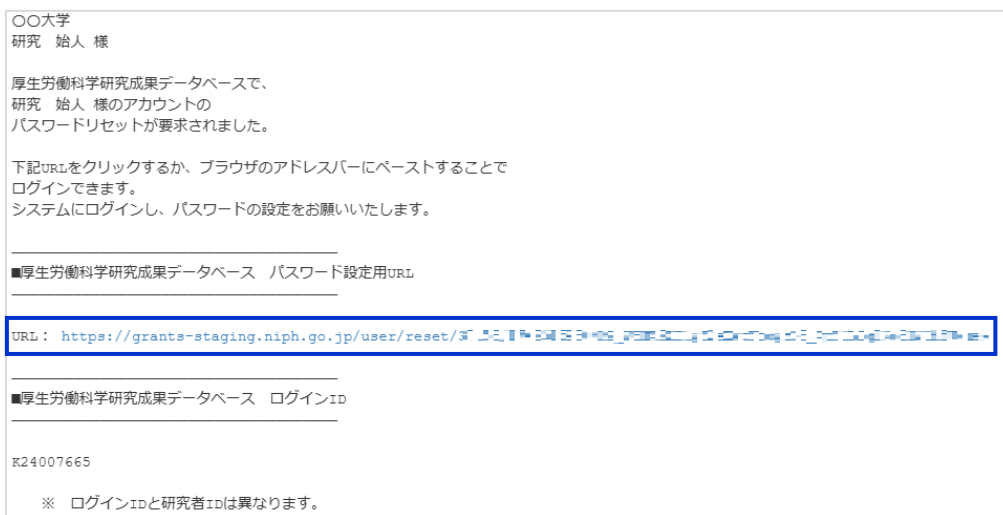 〇〇大学
研究　始人 様
厚生労働科学研究成果データベースで、
研究　始人 様のアカウントの
パスワードリセットが要求されました。
下記URLをクリックするか、ブラウザのアドレスバーにペーストすることで
ログインできます。
システムにログインし、パスワードの設定をお願いいたします。
■厚生労働科学研究成果データベース　パスワード設定用URL
URL： https://grants-staging.niph.go.jp/user/reset/
■厚生労働科学研究成果データベース　ログインID
K24007665
※　ログインIDと研究者IDは異なります。